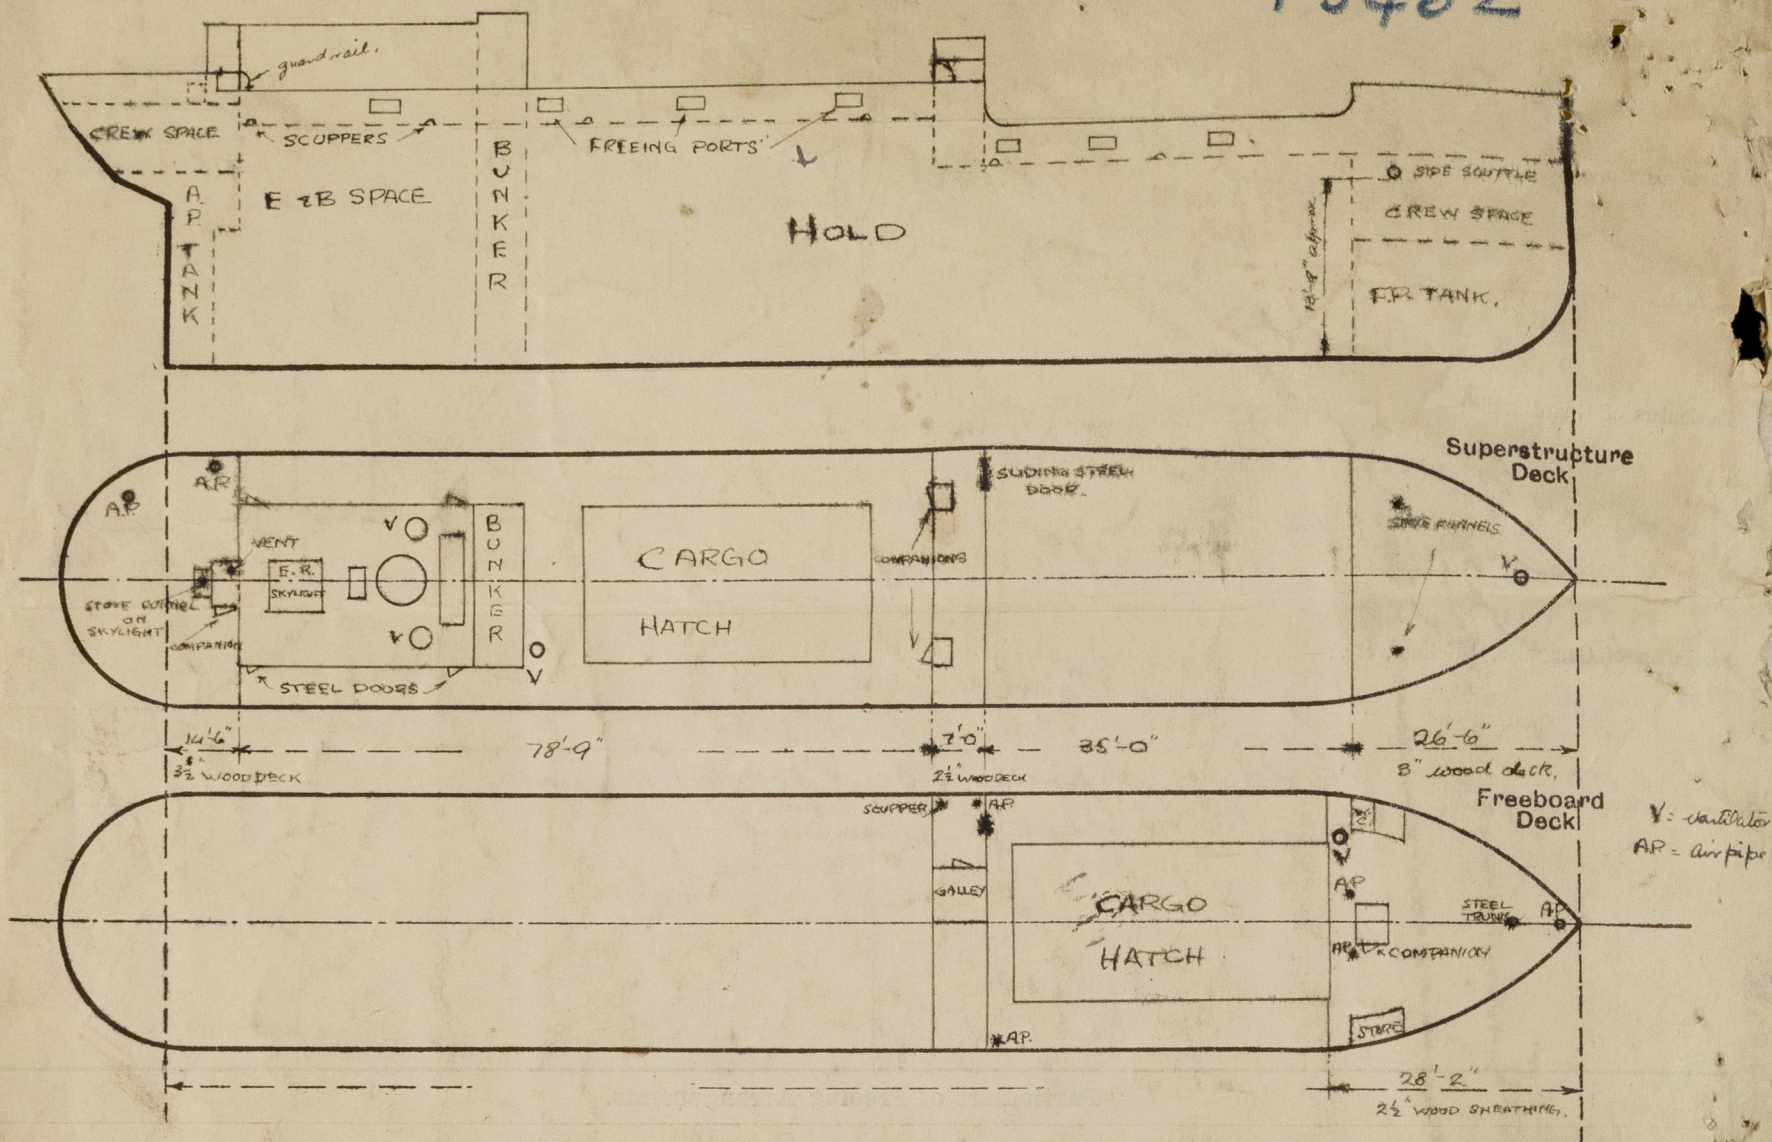 guard rail.
CREW SPACE
SCUPPERS
FREEING PORTS
A.P. TANK
E & B SPACE
BUNKER
HOLD
SIDE SCUTTLE
CREW SPACE
F.P. TANK.
Superstructure
Deck
A.P.
A.P.
SLIDING STEEL
DOOR.
VENT
V
E.R.
SKYLIGHT
BUNKER
CARGO
HATCH
COMPANIONS
V
STOVE FUNNEL
ON
SKYLIGHT
COMPANION
V
V
STEEL DOORS
14'-6"
78'-9"
7'-0"
35'-0"
26'-6"
3½" WOOD DECK
2½" WOOD DECK
3" wood deck.
Freeboard
Deck
SCUPPER
A.P.
V = ventilator
A.P. = air pipe
V
GALLEY
CARGO
HATCH
AP
STEEL
TRUNK
AP
AP
COMPANION
A.P.
STORE
28'-2"
2½" WOOD SHEATHING.